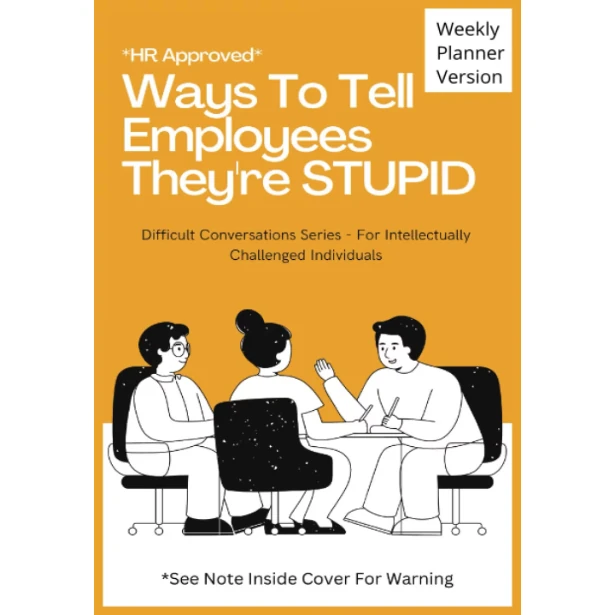 Weekly
Planner
Version
*HR Approved*
Ways To Tell
Employees
They're STUPID
Difficult Conversations Series - For Intellectually
Challenged Individuals
*See Note Inside Cover For Warning